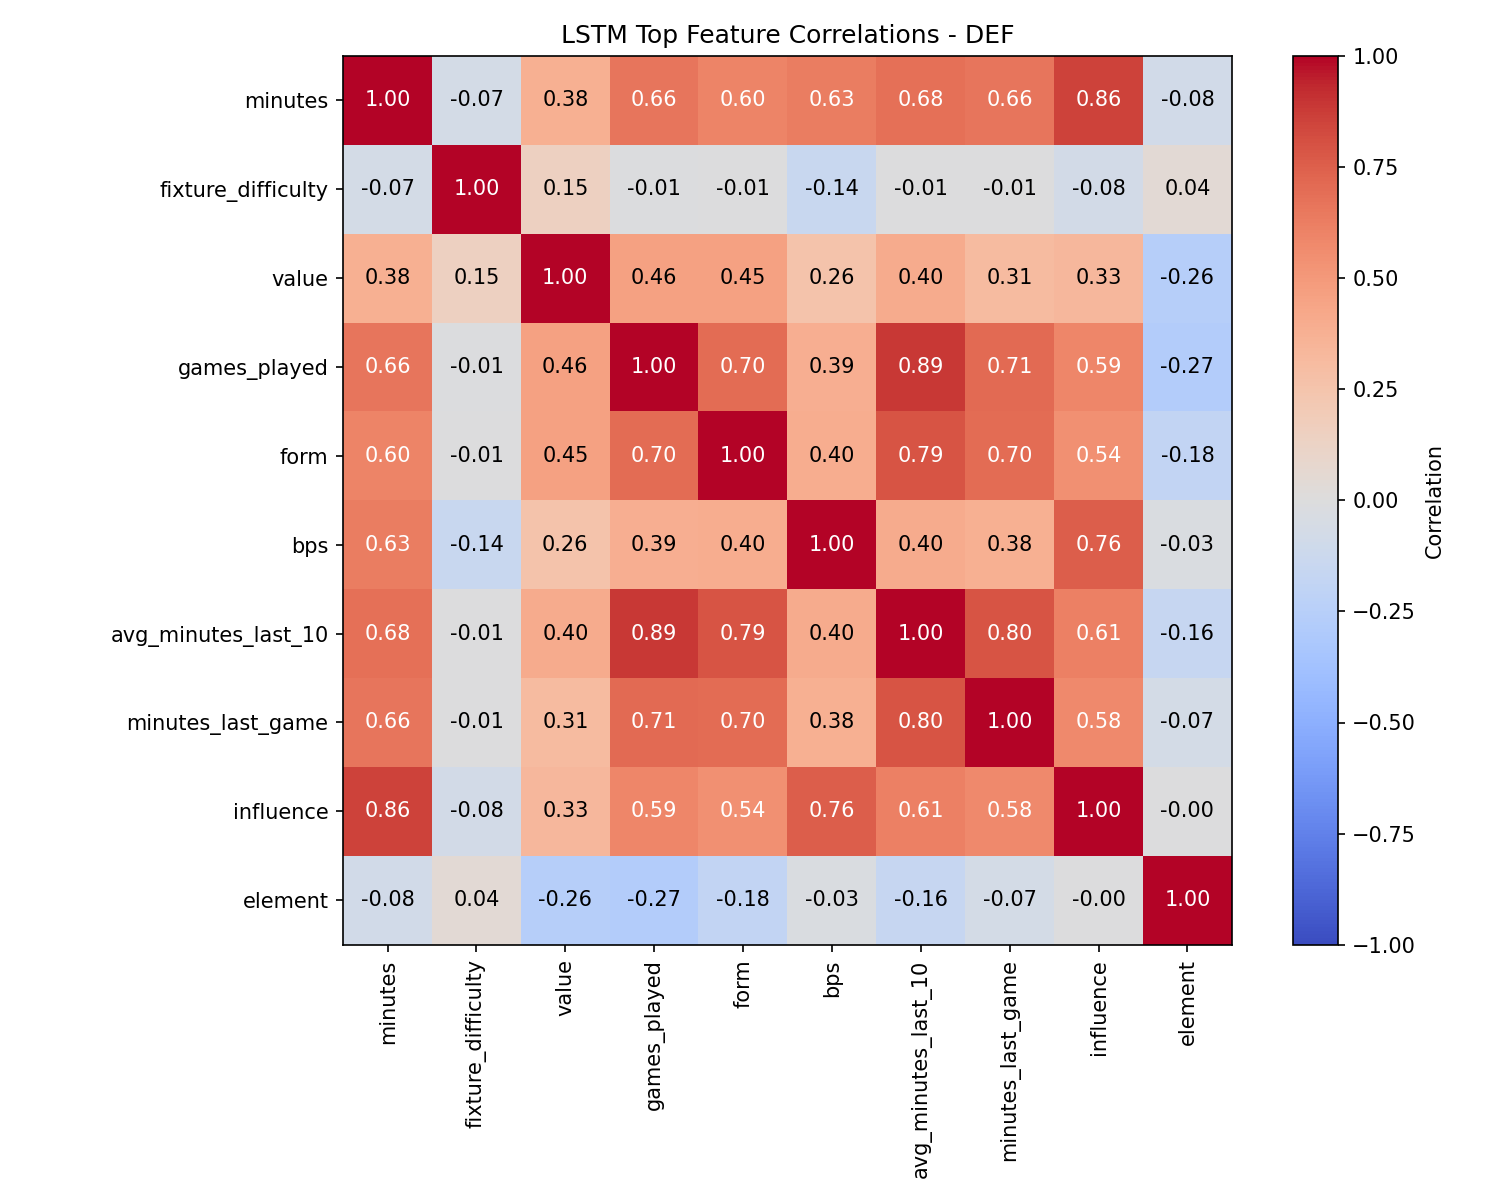 LSTM Top Feature Correlations - DEF
minutes 1.00 -0.07 0.38 0.66 0.60 0.63 0.68 0.66 0.86 -0.08
fixture_difficulty -0.07 1.00 0.15 -0.01 -0.01 -0.14 -0.01 -0.01 -0.08 0.04
value 0.38 0.15 1.00 0.46 0.45 0.26 0.40 0.31 0.33 -0.26
games_played 0.66 -0.01 0.46 1.00 0.70 0.39 0.89 0.71 0.59 -0.27
form 0.60 -0.01 0.45 0.70 1.00 0.40 0.79 0.70 0.54 -0.18
bps 0.63 -0.14 0.26 0.39 0.40 1.00 0.40 0.38 0.76 -0.03
avg_minutes_last_10 0.68 -0.01 0.40 0.89 0.79 0.40 1.00 0.80 0.61 -0.16
minutes_last_game 0.66 -0.01 0.31 0.71 0.70 0.38 0.80 1.00 0.58 -0.07
influence 0.86 -0.08 0.33 0.59 0.54 0.76 0.61 0.58 1.00 -0.00
element -0.08 0.04 -0.26 -0.27 -0.18 -0.03 -0.16 -0.07 -0.00 1.00
minutes
fixture_difficulty
value
games_played
form
bps
avg_minutes_last_10
minutes_last_game
influence
element
1.00
0.75
0.50
0.25
0.00
−0.25
−0.50
−0.75
−1.00
Correlation